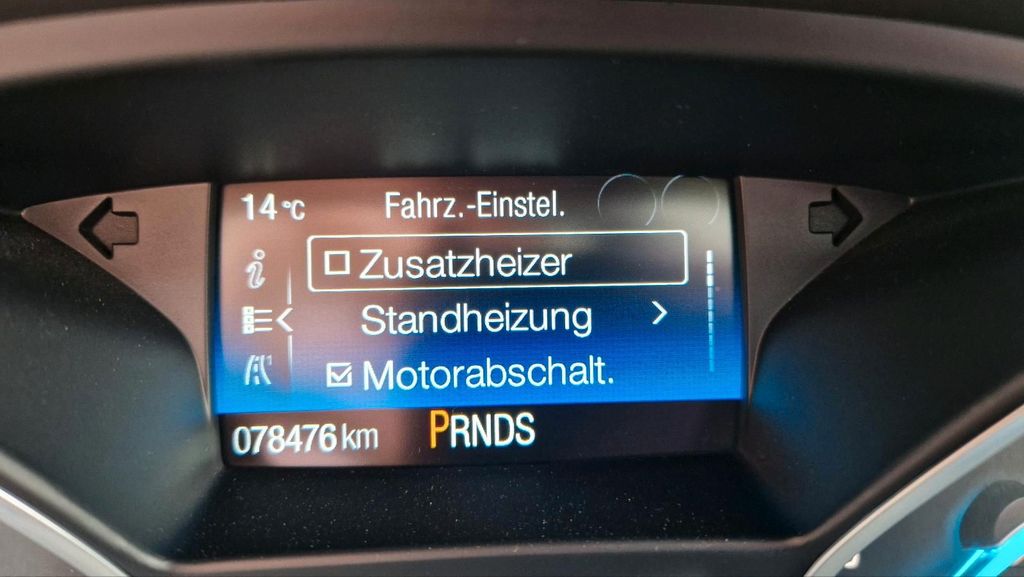 14 °C Fahrz.-Einstel.
Zusatzheizer
Standheizung
Motorabschalt.
078476 km PRNDS